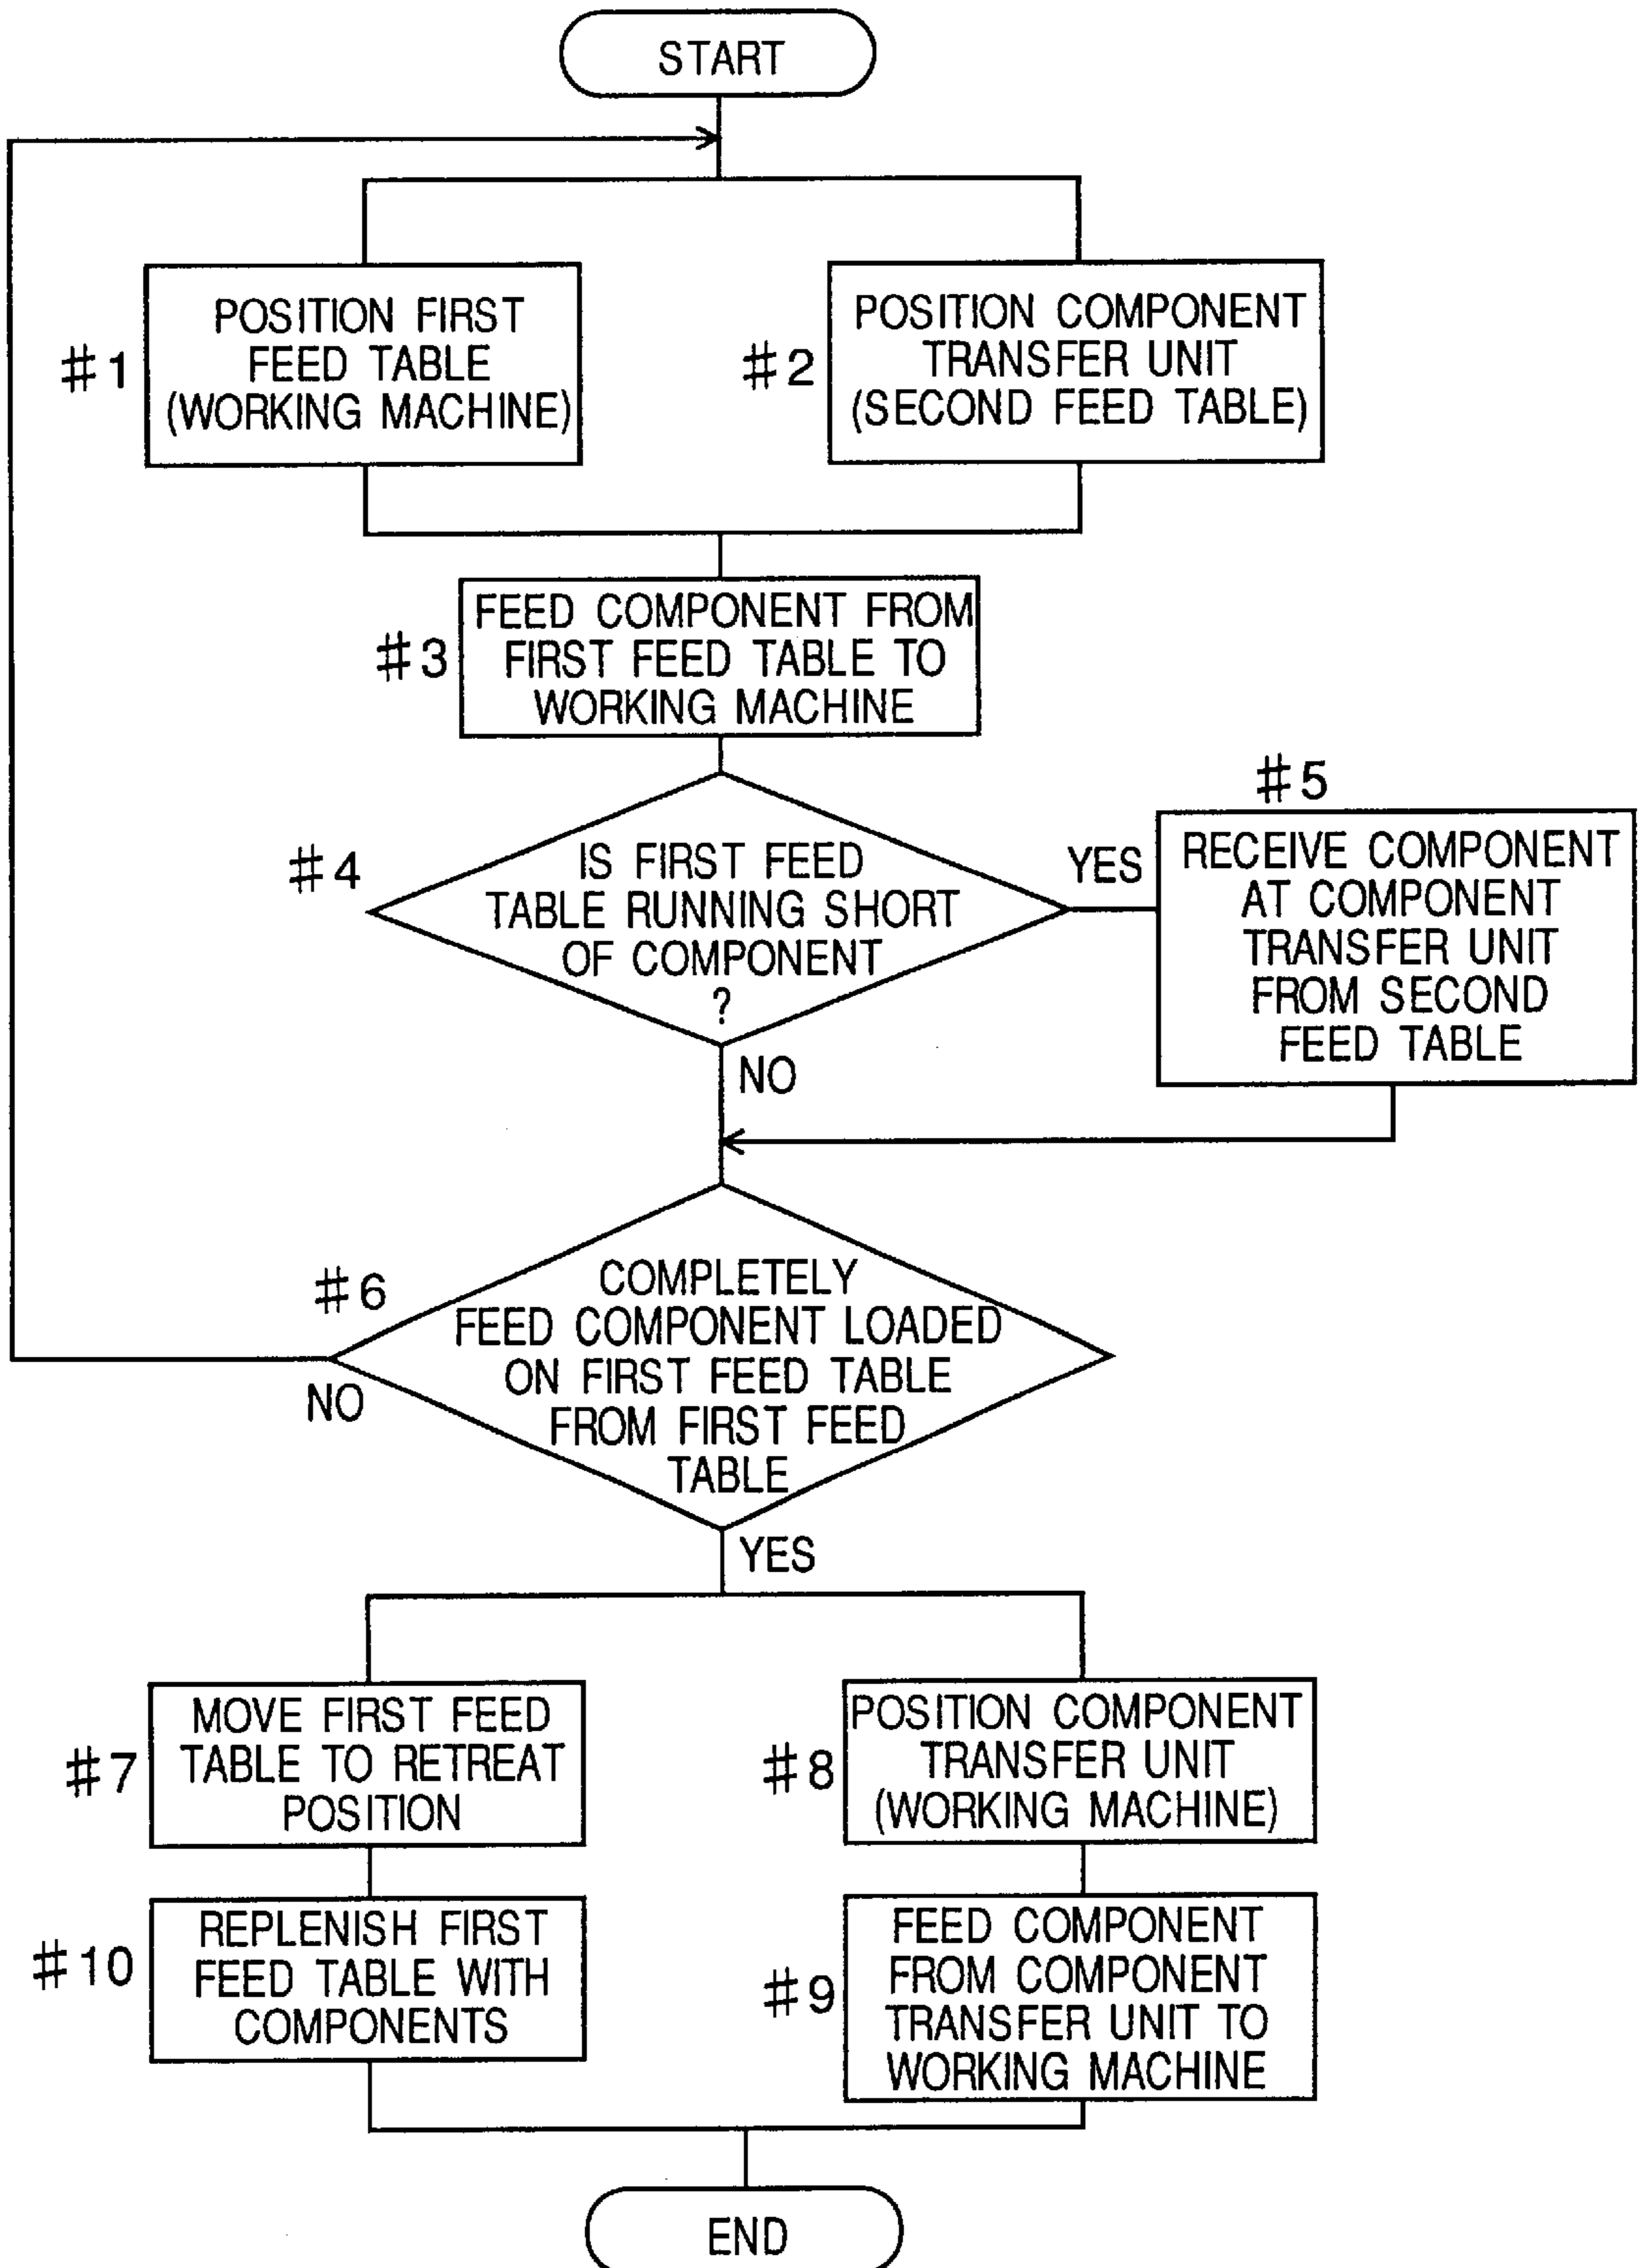 START
#1
POSITION FIRST
FEED TABLE
(WORKING MACHINE)
#2
POSITION COMPONENT
TRANSFER UNIT
(SECOND FEED TABLE)
#3
FEED COMPONENT FROM
FIRST FEED TABLE TO
WORKING MACHINE
#4
IS FIRST FEED
TABLE RUNNING SHORT
OF COMPONENT
?
YES
#5
RECEIVE COMPONENT
AT COMPONENT
TRANSFER UNIT
FROM SECOND
FEED TABLE
NO
#6
COMPLETELY
FEED COMPONENT LOADED
ON FIRST FEED TABLE
FROM FIRST FEED
TABLE
NO
YES
#7
MOVE FIRST FEED
TABLE TO RETREAT
POSITION
#8
POSITION COMPONENT
TRANSFER UNIT
(WORKING MACHINE)
#10
REPLENISH FIRST
FEED TABLE WITH
COMPONENTS
#9
FEED COMPONENT
FROM COMPONENT
TRANSFER UNIT TO
WORKING MACHINE
END